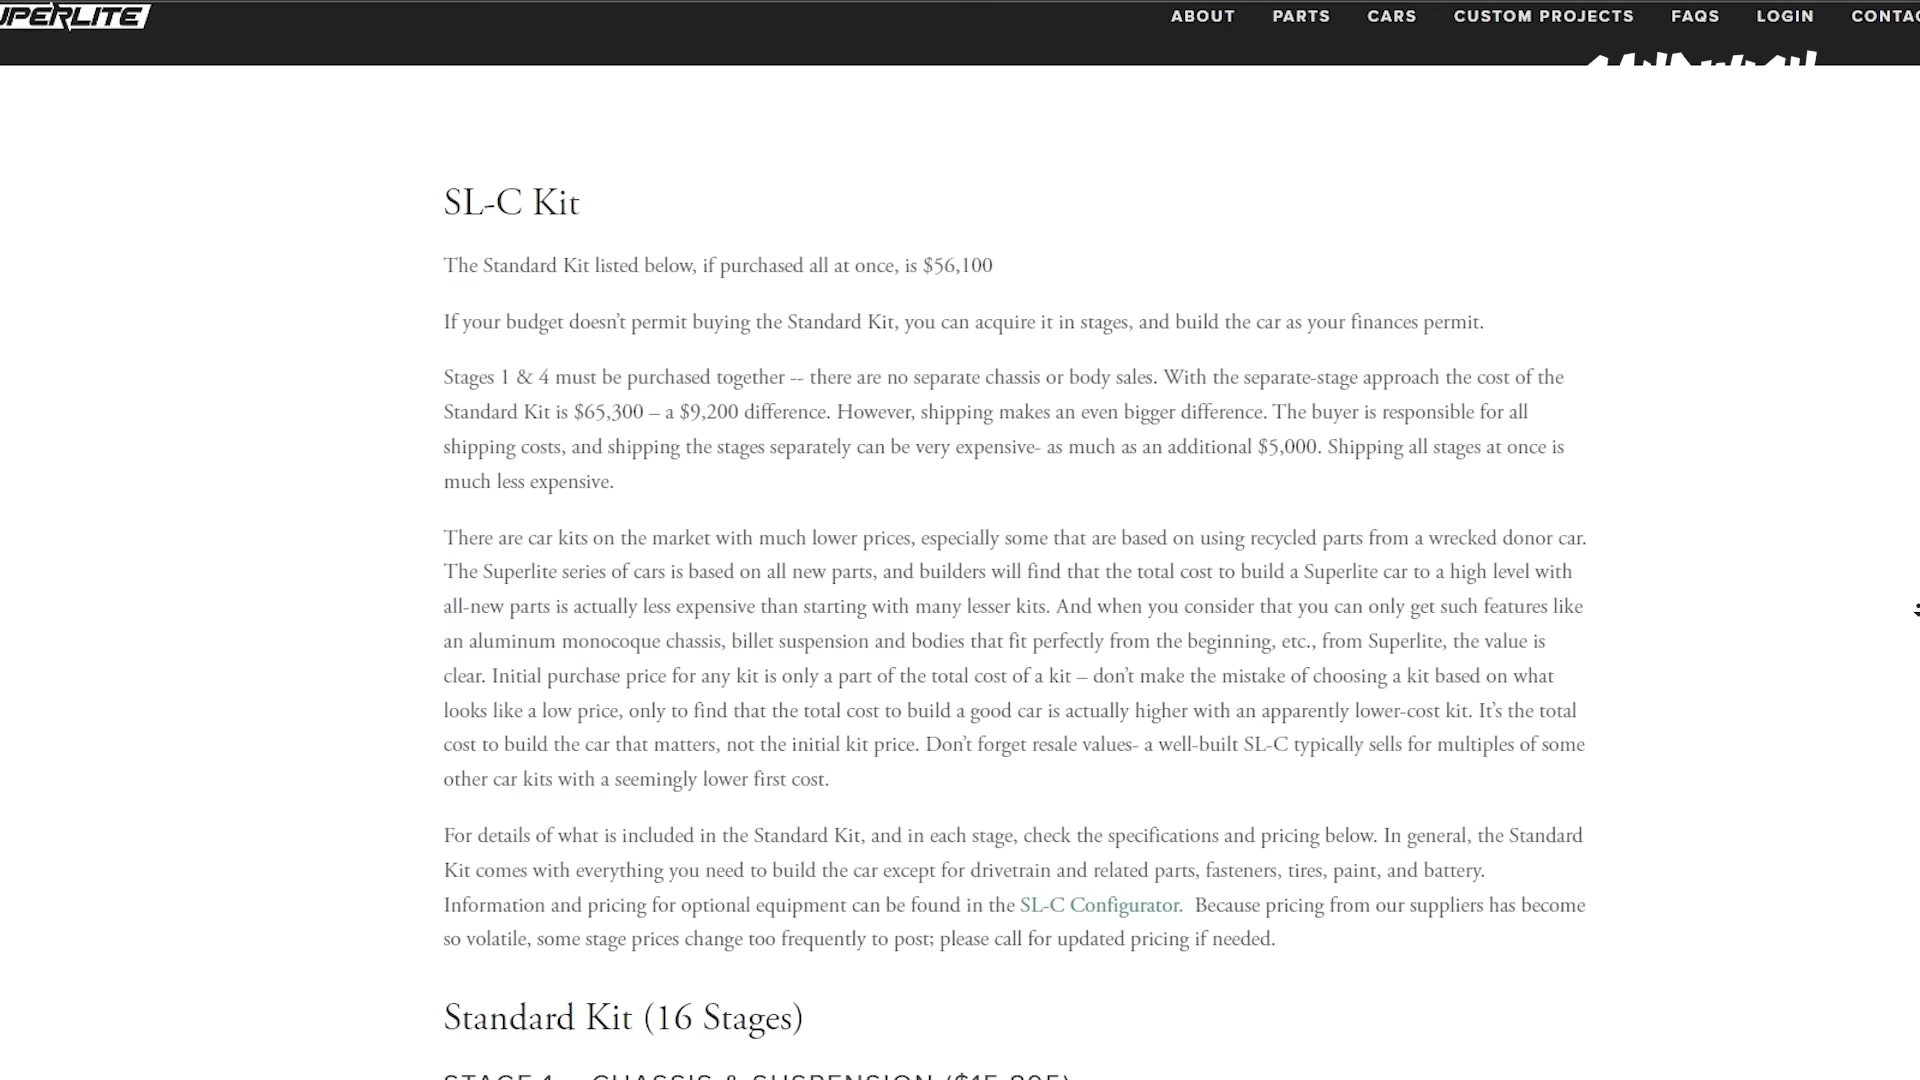 UPERLITE
ABOUT PARTS CARS CUSTOM PROJECTS FAQS LOGIN CONTAC
SL-C Kit
The Standard Kit listed below, if purchased all at once, is $56,100
If your budget doesn’t permit buying the Standard Kit, you can acquire it in stages, and build the car as your finances permit.
Stages 1 & 4 must be purchased together -- there are no separate chassis or body sales. With the separate-stage approach the cost of the
Standard Kit is $65,300 – a $9,200 difference. However, shipping makes an even bigger difference. The buyer is responsible for all
shipping costs, and shipping the stages separately can be very expensive- as much as an additional $5,000. Shipping all stages at once is
much less expensive.
There are car kits on the market with much lower prices, especially some that are based on using recycled parts from a wrecked donor car.
The Superlite series of cars is based on all new parts, and builders will find that the total cost to build a Superlite car to a high level with
all-new parts is actually less expensive than starting with many lesser kits. And when you consider that you can only get such features like
an aluminum monocoque chassis, billet suspension and bodies that fit perfectly from the beginning, etc., from Superlite, the value is
clear. Initial purchase price for any kit is only a part of the total cost of a kit – don’t make the mistake of choosing a kit based on what
looks like a low price, only to find that the total cost to build a good car is actually higher with an apparently lower-cost kit. It’s the total
cost to build the car that matters, not the initial kit price. Don’t forget resale values- a well-built SL-C typically sells for multiples of some
other car kits with a seemingly lower first cost.
For details of what is included in the Standard Kit, and in each stage, check the specifications and pricing below. In general, the Standard
Kit comes with everything you need to build the car except for drivetrain and related parts, fasteners, tires, paint, and battery.
Information and pricing for optional equipment can be found in the SL-C Configurator. Because pricing from our suppliers has become
so volatile, some stage prices change too frequently to post; please call for updated pricing if needed.
Standard Kit (16 Stages)
STAGE 1 – CHASSIS & SUSPENSION